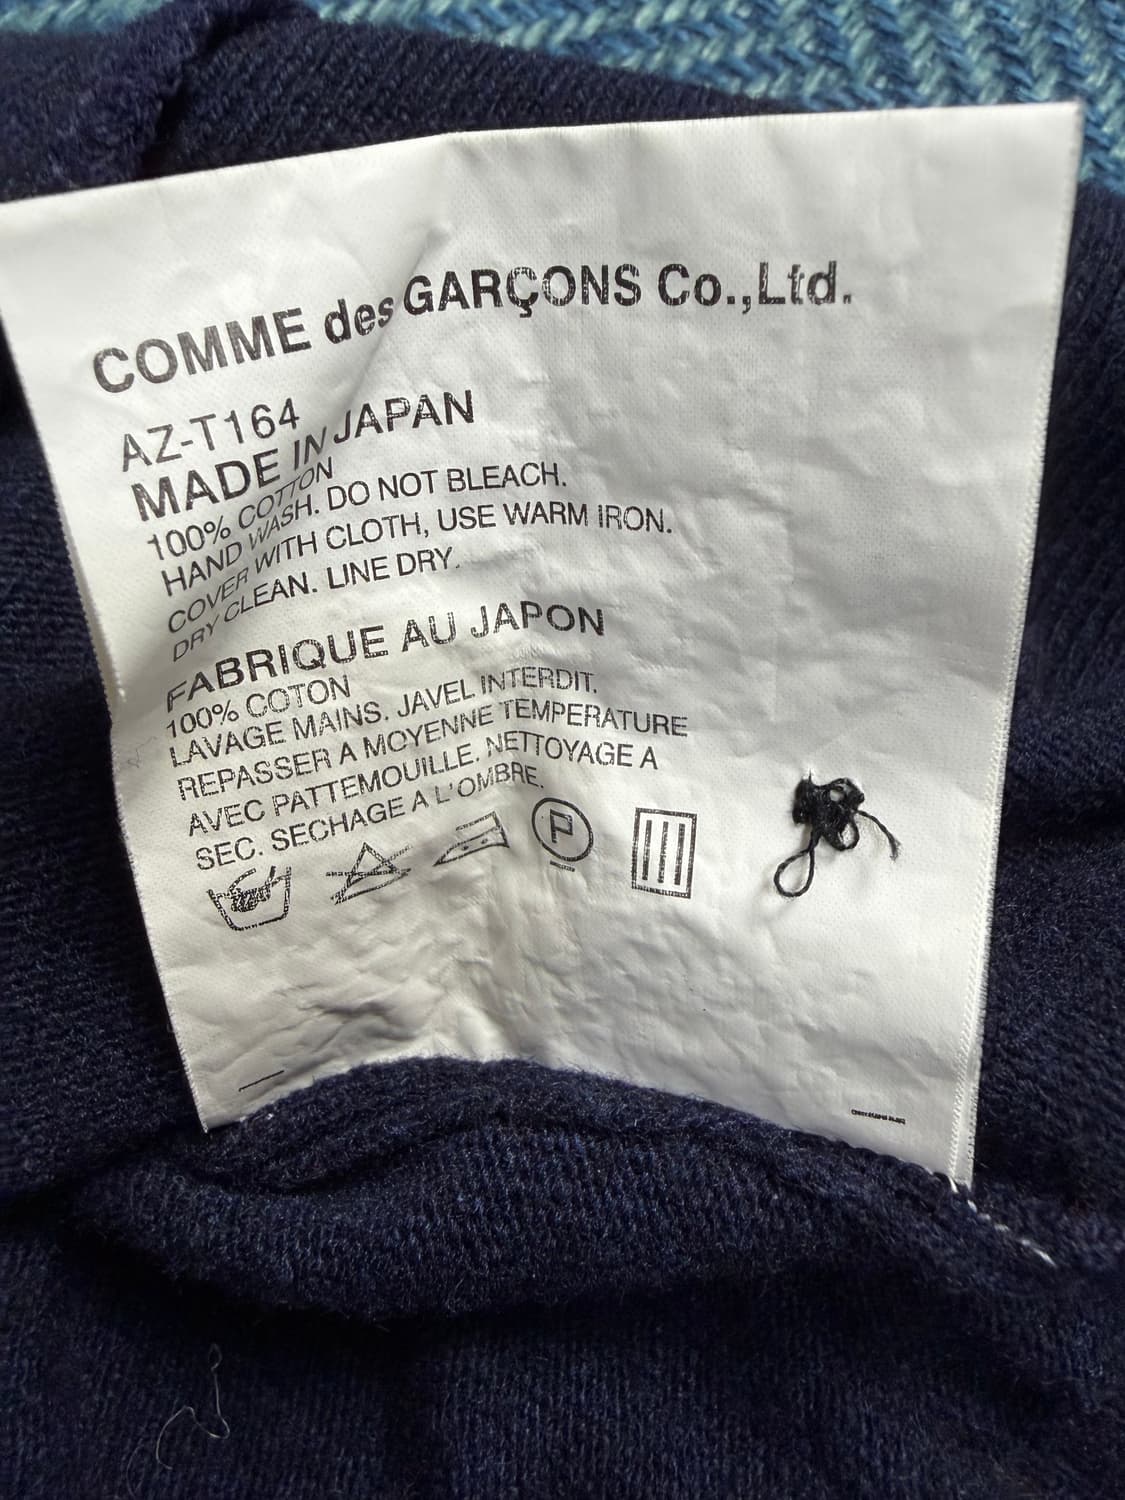 COMME des GARÇONS Co.,Ltd.
AZ-T164
MADE IN JAPAN
100% COTTON
HAND WASH. DO NOT BLEACH.
COVER WITH CLOTH, USE WARM IRON.
DRY CLEAN. LINE DRY.
FABRIQUE AU JAPON
100% COTON
LAVAGE MAINS. JAVEL INTERDIT.
REPASSER A MOYENNE TEMPERATURE
AVEC PATTEMOUILLE. NETTOYAGE A
SEC. SECHAGE A L'OMBRE.
P